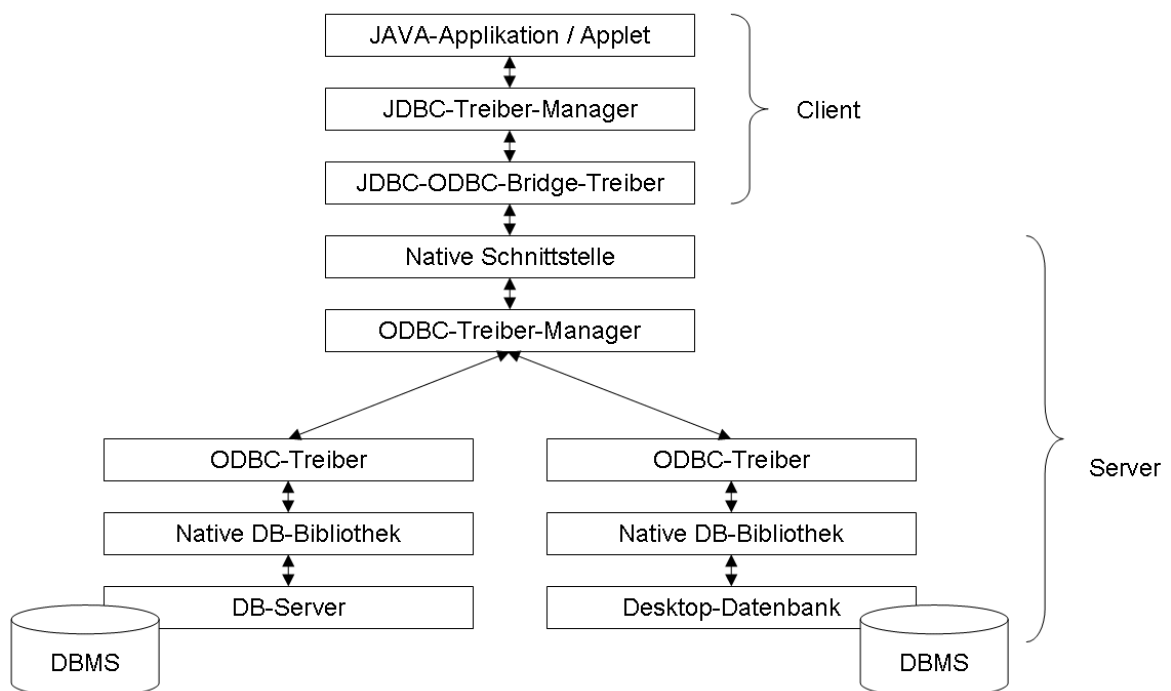 JAVA-Applikation / Applet
JDBC-Treiber-Manager
Client
JDBC-ODBC-Bridge-Treiber
Native Schnittstelle
ODBC-Treiber-Manager
ODBC-Treiber
ODBC-Treiber
Server
Native DB-Bibliothek
Native DB-Bibliothek
DB-Server
Desktop-Datenbank
DBMS
DBMS